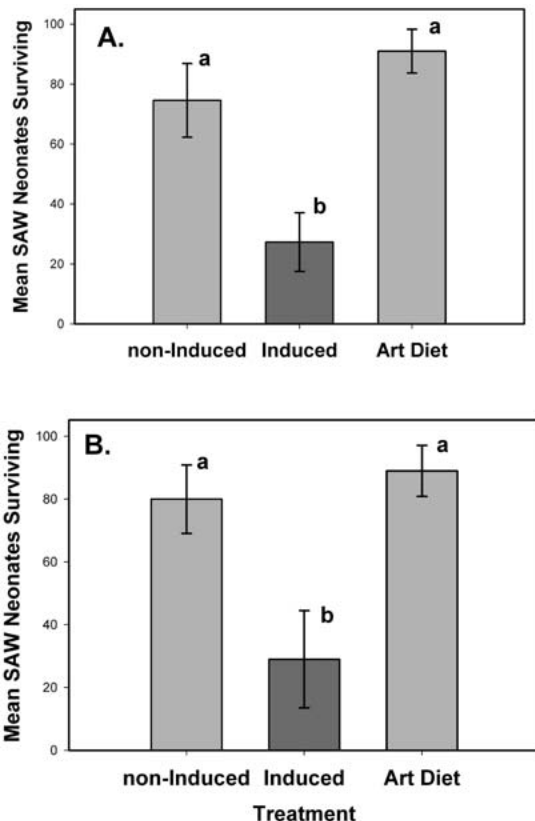 A.
Mean SAW Neonates Surviving
100
80
60
40
20
0
a
b
a
non-Induced Induced Art Diet
B.
Mean SAW Neonates Surviving
100
80
60
40
20
0
a
b
a
non-Induced Induced Art Diet
Treatment